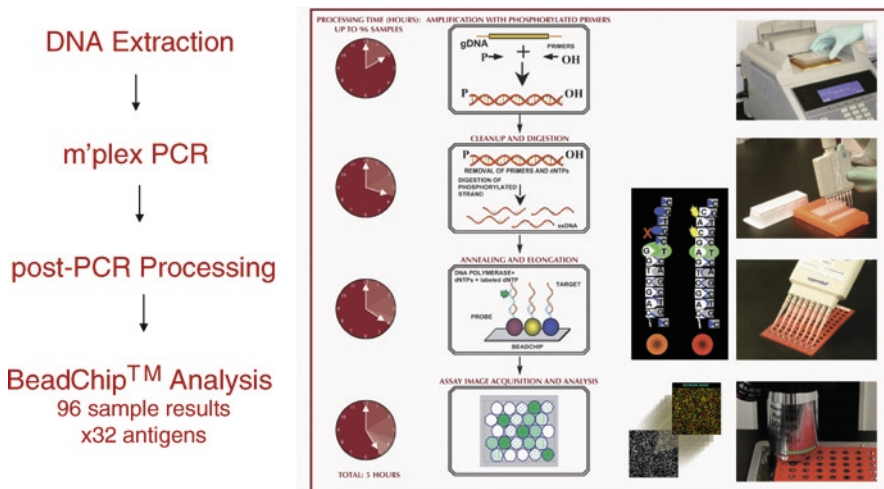 DNA Extraction
m'plex PCR
post-PCR Processing
BeadChip™ Analysis
96 sample results
x32 antigens
PROCESSING TIME (HOURS):
UP TO 96 SAMPLES
AMPLIFICATION WITH PHOSPHORYLATED PRIMERS
gDNA
PRIMERS
P
+
OH
P
OH
CLEANUP AND DIGESTION
P
OH
REMOVAL OF PRIMERS AND dNTPs
DIGESTION OF
PHOSPHORYLATED
STRAND
ssDNA
ANNEALING AND ELONGATION
DNA POLYMERASE+
dNTPs + labeled dNTP
TARGET
PROBE
BEADCHIP
ASSAY IMAGE ACQUISITION AND ANALYSIS
TOTAL: 5 HOURS
X
G T